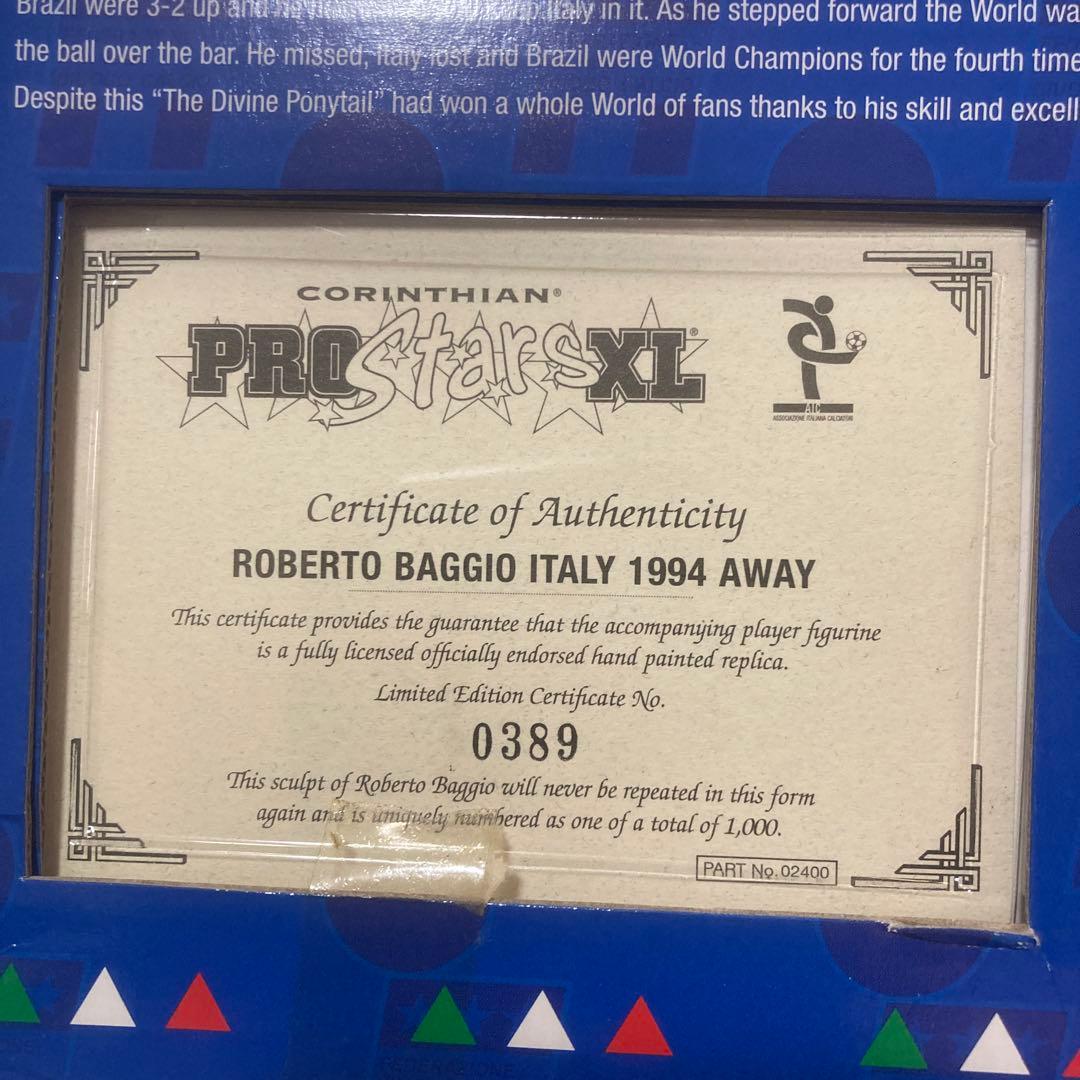 Brazil were 3-2 up and Italy in it. As he stepped forward the World wa
the ball over the bar. He missed, Italy lost and Brazil were World Champions for the fourth time
Despite this “The Divine Ponytail” had won a whole World of fans thanks to his skill and excell
CORINTHIAN®
PRO Stars XL®
AIC
ASSOCIAZIONE ITALIANA CALCIATORI
Certificate of Authenticity
ROBERTO BAGGIO ITALY 1994 AWAY
This certificate provides the guarantee that the accompanying player figurine
is a fully licensed officially endorsed hand painted replica.
Limited Edition Certificate No.
0389
This sculpt of Roberto Baggio will never be repeated in this form
again and is uniquely numbered as one of a total of 1,000.
PART No. 02400
FEDERAZIONE